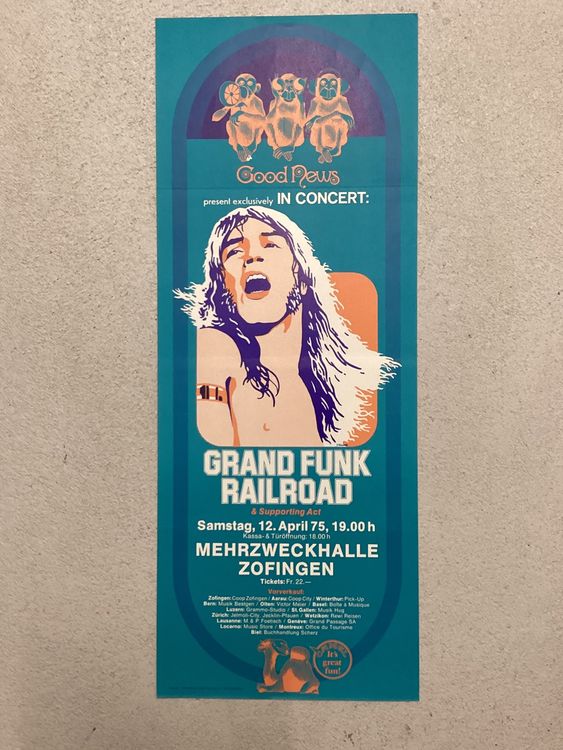 Good News
present exclusively IN CONCERT:
GRAND FUNK
RAILROAD
& Supporting Act
Samstag, 12. April 75, 19.00 h
Kassa- & Türöffnung: 18.00 h
MEHRZWECKHALLE
ZOFINGEN
Tickets: Fr. 22.—
Vorverkauf:
Zofingen: Coop Zofingen / Aarau: Coop City / Winterthur: Pick-Up
Bern: Musik Bestgen / Olten: Victor Meier / Basel: Boîte à Musique
Luzern: Grammo-Studio / St. Gallen: Musik Hug
Zürich: Jelmoli-City, Jecklin-Pfauen / Wetzikon: Rewi Reisen
Lausanne: M. & P. Foetisch / Genève: Grand Passage SA
Locarno: Music Store / Montreux: Office du Tourisme
Biel: Buchhandlung Scherz
It's
great
fun!